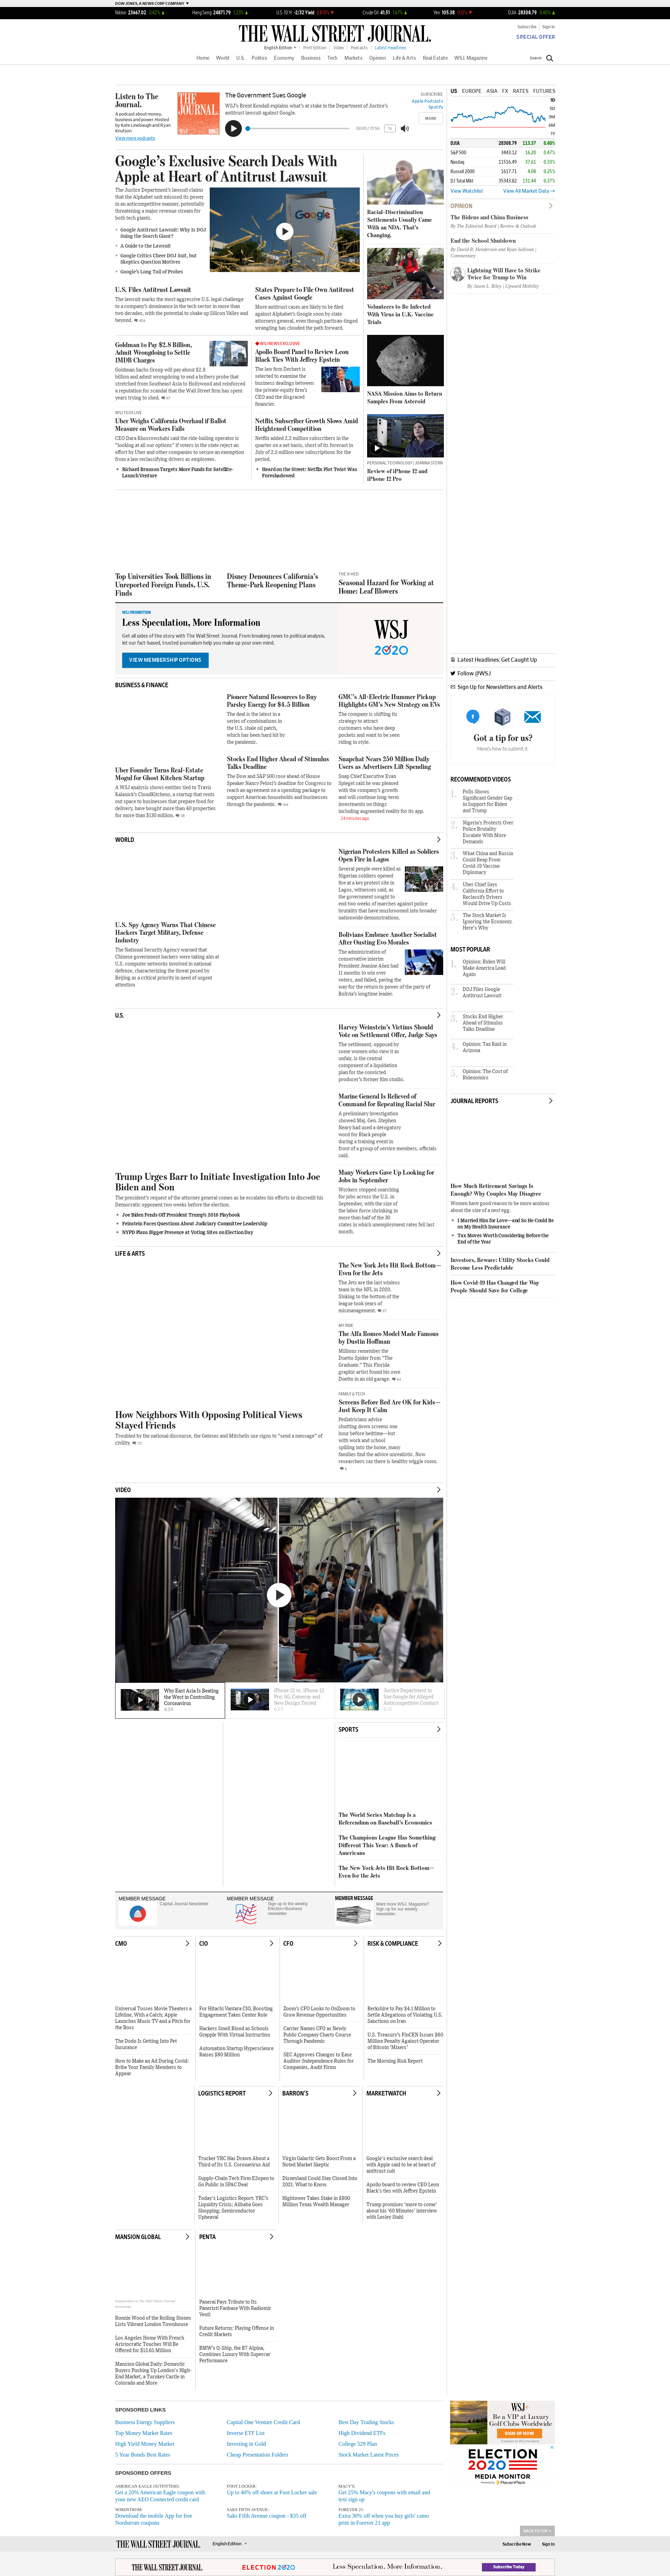 DOW JONES, A NEWS CORP COMPANY
Nikkei 23667.02 0.42%
Hang Seng 24871.79 1.23%
U.S. 10 Yr -2/32 Yield 0.810%
Crude Oil 41.51 1.67%
Yen 105.38
DJIA 28308.79 0.40%
THE WALL STREET JOURNAL.
Subscribe Sign In
SPECIAL OFFER
English Edition Print Edition Video Podcasts Latest Headlines
Home World U.S. Politics Economy Business Tech Markets Opinion Life & Arts Real Estate WSJ. Magazine Search
Listen to The Journal.
A podcast about money, business and power. Hosted by Kate Linebaugh and Ryan Knutson
View more podcasts
The Government Sues Google
WSJ's Brent Kendall explains what's at stake in the Department of Justice's antitrust lawsuit against Google.
00:00 / 15:56
1x
SUBSCRIBE
Apple Podcasts
Spotify
MORE
Google's Exclusive Search Deals With Apple at Heart of Antitrust Lawsuit
The Justice Department's lawsuit claims that Alphabet unit misused its power in an anticompetitive manner, potentially threatening a major revenue stream for both tech giants.
Google Antitrust Lawsuit: Why Is DOJ Suing the Search Giant?
A Guide to the Lawsuit
Google Critics Cheer DOJ Suit, but Skeptics Question Motives
Google's Long Tail of Probes
U.S. Files Antitrust Lawsuit
The lawsuit marks the most aggressive U.S. legal challenge to a company's dominance in the tech sector in more than two decades, with the potential to shake up Silicon Valley and beyond.
States Prepare to File Own Antitrust Cases Against Google
More antitrust cases are likely to be filed against Alphabet's Google soon by state attorneys general, even though partisan-tinged wrangling has clouded the path forward.
Goldman to Pay $2.8 Billion, Admit Wrongdoing to Settle 1MDB Charges
Goldman Sachs Group will pay about $2.8 billion and admit wrongdoing to end a bribery probe that stretched from Southeast Asia to Hollywood and reinforced a reputation for scandal that the Wall Street firm has spent years trying to shed.
WSJ NEWS EXCLUSIVE
Apollo Board Panel to Review Leon Black Ties With Jeffrey Epstein
The law firm Dechert is selected to examine the business dealings between the private-equity firm's CEO and the disgraced financier.
WSJ TECH LIVE
Uber Weighs California Overhaul if Ballot Measure on Workers Fails
CEO Dara Khosrowshahi said the ride-hailing operator is "looking at all our options" if voters in the state reject an effort by Uber and other companies to secure an exemption from a law reclassifying drivers as employees.
Richard Branson Targets More Funds for Satellite-Launch Venture
Netflix Subscriber Growth Slows Amid Heightened Competition
Netflix added 2.2 million subscribers in the quarter on a net basis, short of its forecast in July of 2.5 million new subscriptions for the period.
Heard on the Street: Netflix Plot Twist Was Foreshadowed
Racial-Discrimination Settlements Usually Came With an NDA. That's Changing.
Volunteers to Be Infected With Virus in U.K. Vaccine Trials
NASA Mission Aims to Return Samples From Asteroid
PERSONAL TECHNOLOGY | JOANNA STERN
Review of iPhone 12 and iPhone 12 Pro
US EUROPE ASIA FX RATES FUTURES
1D
5D
3M
6M
1Y
DJIA 28308.79 113.37 0.40%
S&P 500 3443.12 16.20 0.47%
Nasdaq 11516.49 37.61 0.33%
Russell 2000 1617.71 4.08 0.25%
DJ Total Mkt 35343.82 131.44 0.37%
View Watchlist View All Market Data
OPINION
The Bidens and China Business
By The Editorial Board | Review & Outlook
End the School Shutdown
By David R. Henderson and Ryan Sullivan | Commentary
Lightning Will Have to Strike Twice for Trump to Win
By Jason L. Riley | Upward Mobility
Top Universities Took Billions in Unreported Foreign Funds, U.S. Finds
Disney Denounces California's Theme-Park Reopening Plans
THE A-HED
Seasonal Hazard for Working at Home: Leaf Blowers
WSJ PROMOTION
Less Speculation, More Information
Get all sides of the story with The Wall Street Journal. From breaking news to political analysis, let our fact-based, trusted journalism help you make up your own mind.
VIEW MEMBERSHIP OPTIONS
WSJ 2020
Latest Headlines: Get Caught Up
Follow @WSJ
Sign Up for Newsletters and Alerts
Got a tip for us?
Here's how to submit it.
BUSINESS & FINANCE
Uber Founder Turns Real-Estate Mogul for Ghost Kitchen Startup
A WSJ analysis shows entities tied to Travis Kalanick's CloudKitchens, a startup that rents out space to businesses that prepare food for delivery, have bought more than 40 properties for more than $130 million.
Pioneer Natural Resources to Buy Parsley Energy for $4.5 Billion
The deal is the latest in a series of combinations in the U.S. shale oil patch, which has been hard hit by the pandemic.
Stocks End Higher Ahead of Stimulus Talks Deadline
The Dow and S&P 500 rose ahead of House Speaker Nancy Pelosi's deadline for Congress to reach an agreement on a spending package to support American households and businesses through the pandemic.
GMC's All-Electric Hummer Pickup Highlights GM's New Strategy on EVs
The company is shifting its strategy to attract customers who have deep pockets and want to be seen riding in style.
Snapchat Nears 250 Million Daily Users as Advertisers Lift Spending
Snap Chief Executive Evan Spiegel said he was pleased with the company's growth and will continue long-term investments on things including augmented reality for its app.
24 minutes ago
RECOMMENDED VIDEOS
1. Polls Shows Significant Gender Gap in Support for Biden and Trump
2. Nigeria's Protests Over Police Brutality Escalate With More Demands
3. What China and Russia Could Reap From Covid-19 Vaccine Diplomacy
4. Uber Chief Says California Effort to Reclassify Drivers Would Drive Up Costs
5. The Stock Market Is Ignoring the Economy. Here's Why
WORLD
U.S. Spy Agency Warns That Chinese Hackers Target Military, Defense Industry
The National Security Agency warned that Chinese government hackers were taking aim at U.S. computer networks involved in national defense, characterizing the threat posed by Beijing as a critical priority in need of urgent attention
Nigerian Protesters Killed as Soldiers Open Fire in Lagos
Several people were killed as Nigerian soldiers opened fire at a key protest site in Lagos, witnesses said, as the government sought to end two weeks of marches against police brutality that have mushroomed into broader nationwide demonstrations.
Bolivians Embrace Another Socialist After Ousting Evo Morales
The administration of conservative interim President Jeanine Áñez had 11 months to win over voters, and failed, paving the way for the return to power of the party of Bolivia's longtime leader.
MOST POPULAR
1. Opinion: Biden Will Make America Lead Again
2. DOJ Files Google Antitrust Lawsuit
3. Stocks End Higher Ahead of Stimulus Talks Deadline
4. Opinion: Tax Raid in Arizona
5. Opinion: The Cost of Bidenomics
U.S.
Trump Urges Barr to Initiate Investigation Into Joe Biden and Son
The president's request of the attorney general comes as he escalates his efforts to discredit his Democratic opponent two weeks before the election.
Joe Biden Fends Off President Trump's 2016 Playbook
Feinstein Faces Questions About Judiciary Committee Leadership
NYPD Plans Bigger Presence at Voting Sites on Election Day
Harvey Weinstein's Victims Should Vote on Settlement Offer, Judge Says
The settlement, opposed by some women who view it as unfair, is the central component of a liquidation plan for the convicted producer's former film studio.
Marine General Is Relieved of Command for Repeating Racial Slur
A preliminary investigation showed Maj. Gen. Stephen Neary had used a derogatory word for Black people during a training event in front of a group of service members, officials said.
Many Workers Gave Up Looking for Jobs in September
Workers stopped searching for jobs across the U.S. in September, with the size of the labor force shrinking in more than half of the 30 states in which unemployment rates fell last month.
JOURNAL REPORTS
How Much Retirement Savings Is Enough? Why Couples May Disagree
Women have good reason to be more anxious about the size of a nest egg.
I Married Him for Love—and So He Could Be on My Health Insurance
Tax Moves Worth Considering Before the End of the Year
Investors, Beware: Utility Stocks Could Become Less Predictable
How Covid-19 Has Changed the Way People Should Save for College
LIFE & ARTS
How Neighbors With Opposing Political Views Stayed Friends
Troubled by the national discourse, the Gateses and Mitchells use signs to "send a message" of civility.
The New York Jets Hit Rock Bottom—Even for the Jets
The Jets are the last winless team in the NFL in 2020. Sinking to the bottom of the league took years of mismanagement.
MY RIDE
The Alfa Romeo Model Made Famous by Dustin Hoffman
Millions remember the Duetto Spider from "The Graduate." This Florida graphic artist found his own Duetto in an old garage.
FAMILY & TECH
Screens Before Bed Are OK for Kids—Just Keep It Calm
Pediatricians advise shutting down screens one hour before bedtime—but with work and school spilling into the home, many families find the advice unrealistic. Now researchers say there is healthy wiggle room.
VIDEO
Why East Asia Is Beating the West in Controlling Coronavirus
iPhone 12 vs. iPhone 12 Pro: 5G, Cameras and New Design Tested
Justice Department to Sue Google for Alleged Anticompetitive Conduct
SPORTS
The World Series Matchup Is a Referendum on Baseball's Economics
The Champions League Has Something Different This Year: A Bunch of Americans
The New York Jets Hit Rock Bottom—Even for the Jets
MEMBER MESSAGE
Capital Journal Newsletter
MEMBER MESSAGE
Sign up to the weekly Election+Business newsletter
MEMBER MESSAGE
Want more WSJ. Magazine? Sign up for our weekly newsletter.
CMO
Universal Tosses Movie Theaters a Lifeline, With a Catch; Apple Launches Music TV and a Pitch for the Boss
The Dodo Is Getting Into Pet Insurance
How to Make an Ad During Covid: Bribe Your Family Members to Appear
CIO
For Hitachi Vantara CIO, Boosting Engagement Takes Center Role
Hackers Smell Blood as Schools Grapple With Virtual Instruction
Automation Startup Hyperscience Raises $80 Million
CFO
Zoom's CFO Looks to OnZoom to Grow Revenue Opportunities
Carrier Names CFO as Newly Public Company Charts Course Through Pandemic
SEC Approves Changes to Ease Auditor-Independence Rules for Companies, Audit Firms
RISK & COMPLIANCE
Berkshire to Pay $4.1 Million to Settle Allegations of Violating U.S. Sanctions on Iran
U.S. Treasury's FinCEN Issues $60 Million Penalty Against Operator of Bitcoin 'Mixers'
The Morning Risk Report
LOGISTICS REPORT
Trucker YRC Has Drawn About a Third of Its U.S. Coronavirus Aid
Supply-Chain Tech Firm E2open to Go Public in SPAC Deal
Today's Logistics Report: YRC's Liquidity Crisis; Alibaba Goes Shopping; Semiconductor Upheaval
BARRON'S
Virgin Galactic Gets Boost From a Noted Market Skeptic
Disneyland Could Stay Closed Into 2021. What to Know.
Hightower Takes Stake in $900 Million Texas Wealth Manager
MARKETWATCH
Google's exclusive search deal with Apple said to be at heart of antitrust suit
Apollo board to review CEO Leon Black's ties with Jeffrey Epstein
Trump promises 'more to come' about his '60 Minutes' interview with Lesley Stahl
MANSION GLOBAL
Ronnie Wood of the Rolling Stones Lists Vibrant London Townhouse
Los Angeles Home With French Aristocratic Touches Will Be Offered for $13.65 Million
Mansion Global Daily: Domestic Buyers Pushing Up London's High-End Market, a Turnkey Castle in Colorado and More
PENTA
Panerai Pays Tribute to Its Paneristi Fanbase With Radiomir Venti
Future Returns: Playing Offense in Credit Markets
BMW's Q-Ship, the B7 Alpina, Combines Luxury With Supercar Performance
SPONSORED LINKS
Business Energy Suppliers
Top Money Market Rates
High Yield Money Market
5 Year Bonds Best Rates
Capital One Venture Credit Card
Inverse ETF List
Investing in Gold
Cheap Presentation Folders
Best Day Trading Stocks
High Dividend ETFs
College 529 Plan
Stock Market Latest Prices
SPONSORED OFFERS
AMERICAN EAGLE OUTFITTERS:
Get a 20% American Eagle coupon with your new AEO Connected credit card
NORDSTROM:
Download the mobile App for free Nordstrom coupons
FOOT LOCKER:
Up to 40% off shoes at Foot Locker sale
SAKS FIFTH AVENUE:
Saks Fifth Avenue coupon - $35 off
MACY'S:
Get 25% Macy's coupons with email and text sign up
FOREVER 21:
Extra 30% off when you buy girls' camo print in Forever 21 app
WSJ+
Be a VIP at Luxury Golf Clubs Worldwide
SIGN UP NOW
ELECTION 2020
MEDIA MONITOR
BACK TO TOP
THE WALL STREET JOURNAL.
English Edition
Subscribe Now Sign In
THE WALL STREET JOURNAL.
ELECTION 2020
Less Speculation. More Information.
Subscribe Today